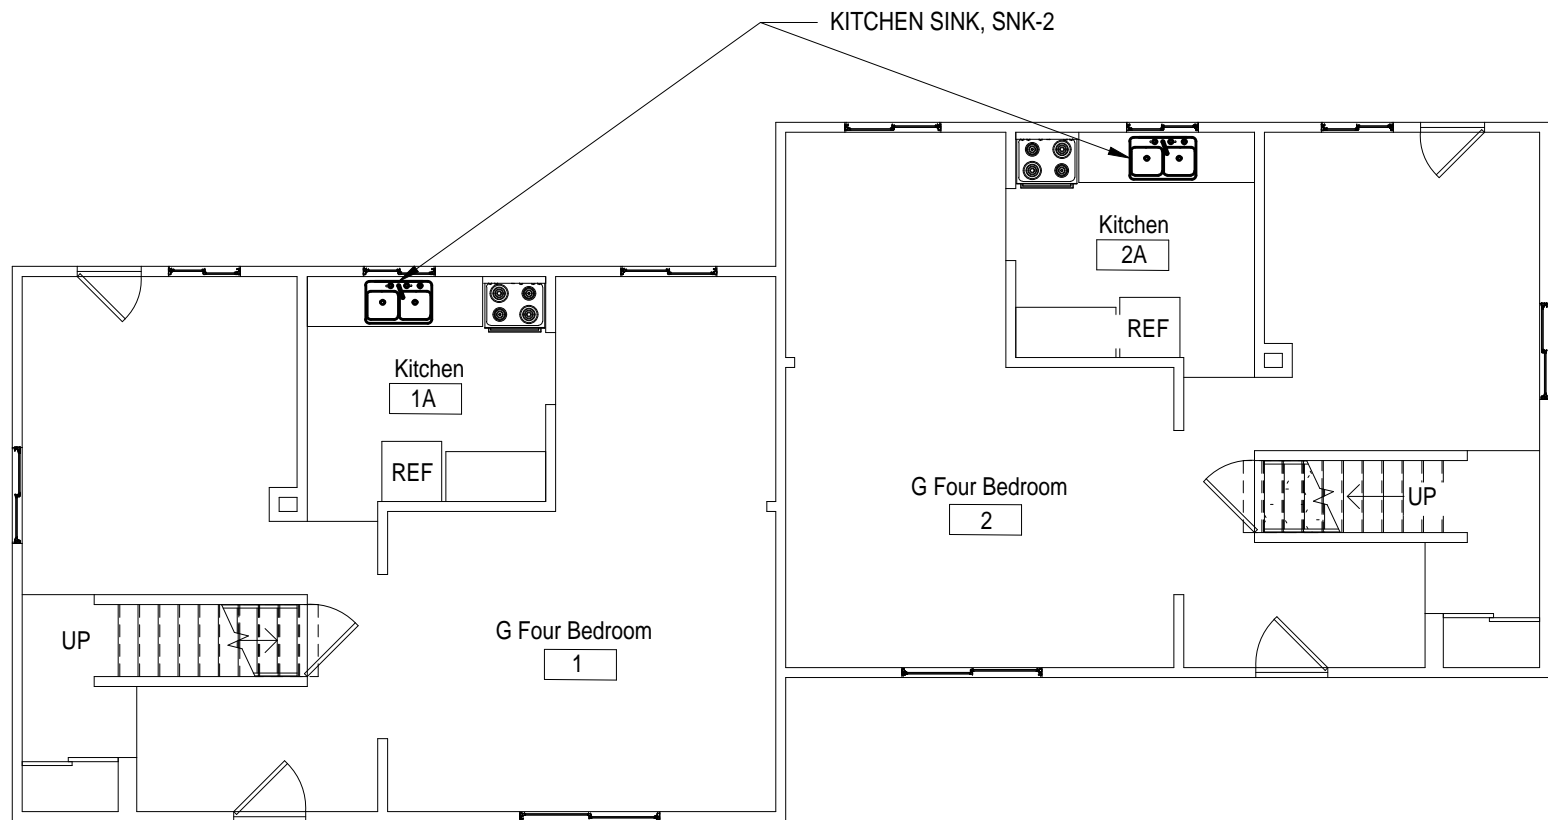 KITCHEN SINK, SNK-2
Kitchen
2A
REF
Kitchen
1A
REF
G Four Bedroom
2
UP
G Four Bedroom
1
UP